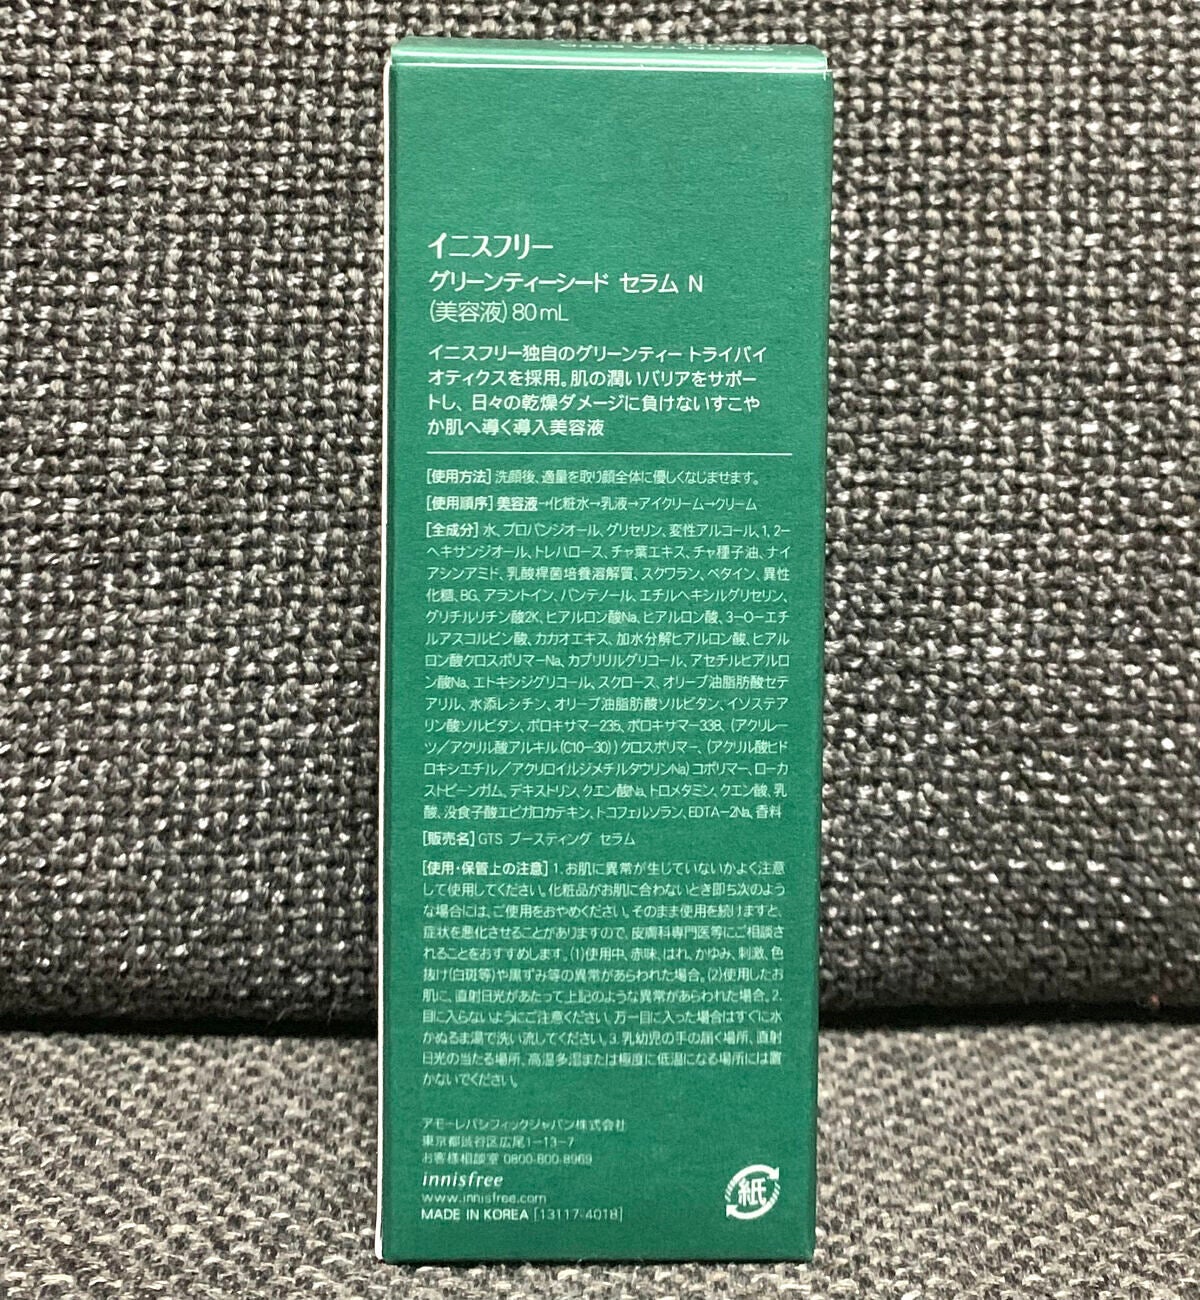 イニスフリー
グリーンティーシード セラム N
(美容液) 80mL
イニスフリー独自のグリーンティー トライバイ
オティクスを採用。肌の潤いバリアをサポー
トし、日々の乾燥ダメージに負けないすこや
か肌へ導く導入美容液
[使用方法] 洗顔後、適量を取り顔全体に優しくなじませます。
[使用順序] 美容液→化粧水→乳液→アイクリーム→クリーム
[全成分] 水、プロパンジオール、グリセリン、変性アルコール、1, 2-
ヘキサンジオール、トレハロース、チャ葉エキス、チャ種子油、ナイ
アシンアミド、乳酸桿菌培養溶解質、スクワラン、ベタイン、異性
化糖、BG、アラントイン、パンテノール、エチルヘキシルグリセリン、
グリチルリチン酸2K、ヒアルロン酸Na、ヒアルロン酸、3-O-エチ
ルアスコルビン酸、カカオエキス、加水分解ヒアルロン酸、ヒアル
ロン酸クロスポリマーNa、カプリリルグリコール、アセチルヒアルロ
ン酸Na、エトキシジグリコール、スクロース、オリーブ油脂肪酸セテ
アリル、水添レシチン、オリーブ油脂肪酸ソルビタン、イソステア
リン酸ソルビタン、ポロキサマー235、ポロキサマー338、(アクリレー
ツ/アクリル酸アルキル(C10-30))クロスポリマー、(アクリル酸ヒド
ロキシエチル/アクリロイルジメチルタウリンNa)コポリマー、ローカ
ストビーンガム、デキストリン、クエン酸Na、トロメタミン、クエン酸、乳
酸、没食子酸エピガロカテキン、トコフェルソラン、EDTA-2Na、香料
[販売名] GTS ブースティング セラム
[使用・保管上の注意] 1. お肌に異常が生じていないかよく注意
して使用してください。化粧品がお肌に合わないとき即ち次のよう
な場合には、ご使用をおやめください。そのまま使用を続けますと、
症状を悪化させることがありますので、皮膚科専門医等にご相談さ
れることをおすすめします。(1)使用中、赤味、はれ、かゆみ、刺激、色
抜け(白斑等)や黒ずみ等の異常があらわれた場合。(2)使用したお
肌に、直射日光があたって上記のような異常があらわれた場合。2.
目に入らないようにご注意ください。万一目に入った場合はすぐに水
かぬるま湯で洗い流してください。3. 乳幼児の手の届く場所、直射
日光の当たる場所、高温多湿または極度に低温になる場所には置
かないでください。
アモーレパシフィックジャパン株式会社
東京都渋谷区広尾1-13-7
お客様相談室 0800-800-8969
innisfree
www.innisfree.com
MADE IN KOREA [13117-4018]
紙